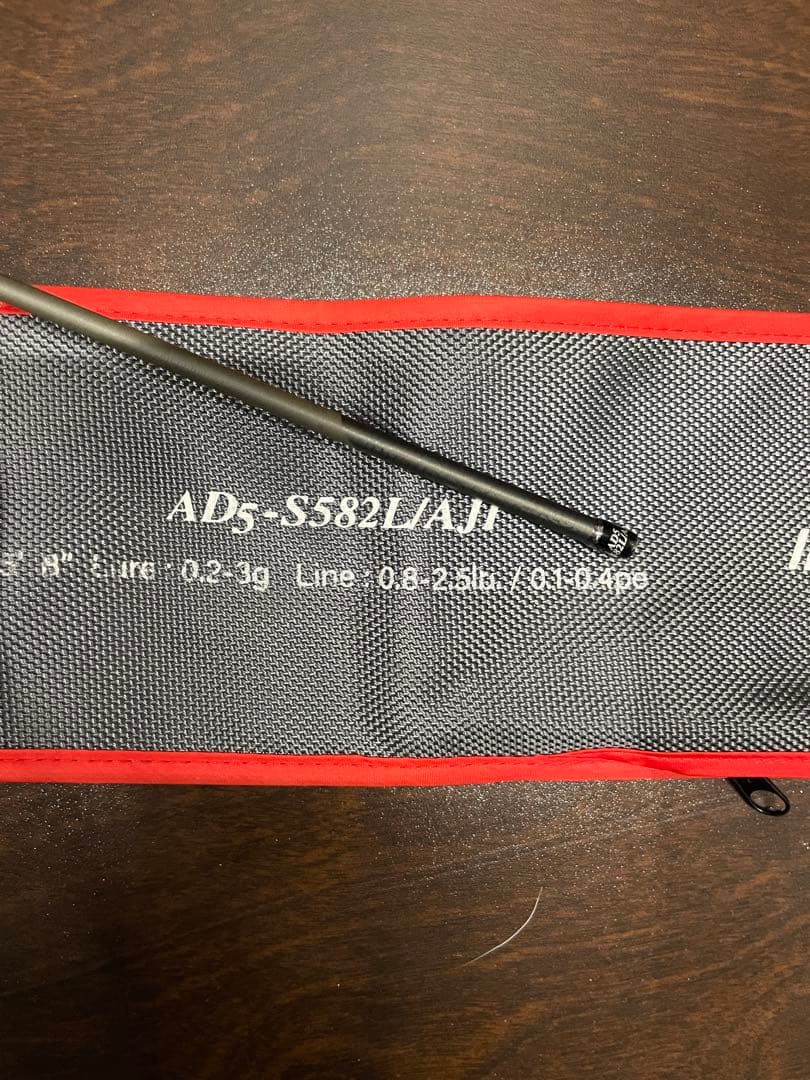 AD5-S582L/AJI
8" Lure : 0.2-3g Line : 0.8-2.5lb. / 0.1-0.4pe